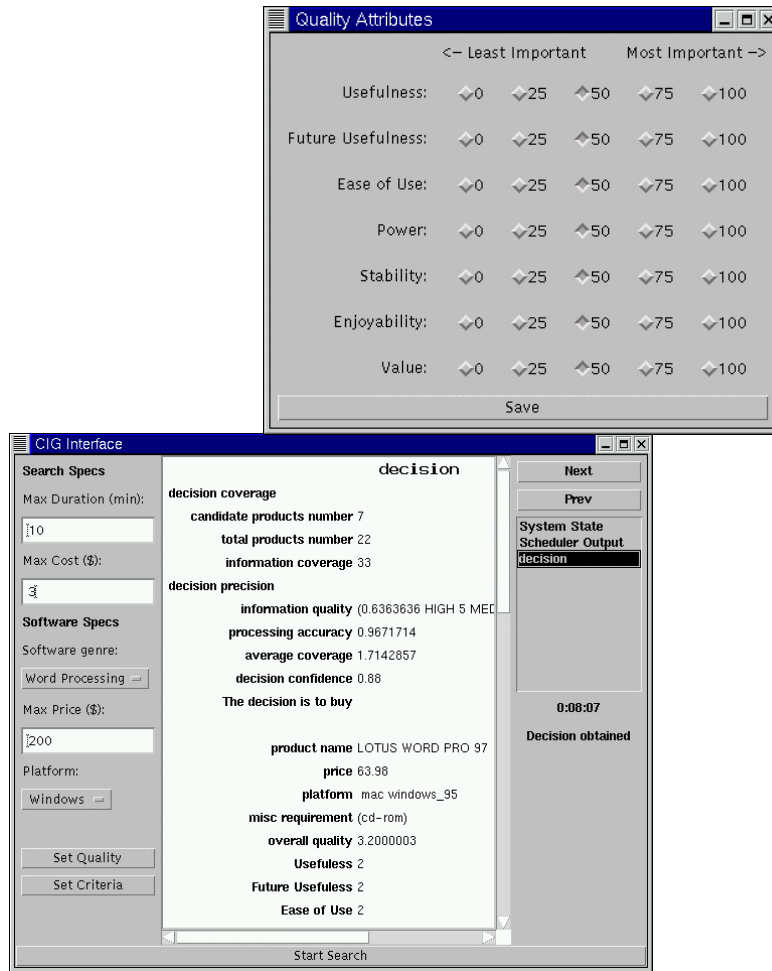 Quality Attributes
<– Least Important Most Important –>
Usefulness: 0 25 50 75 100
Future Usefulness: 0 25 50 75 100
Ease of Use: 0 25 50 75 100
Power: 0 25 50 75 100
Stability: 0 25 50 75 100
Enjoyability: 0 25 50 75 100
Value: 0 25 50 75 100
Save
CIG Interface
Search Specs
Max Duration (min):
10
Max Cost ($):
3
Software Specs
Software genre:
Word Processing
Max Price ($):
200
Platform:
Windows
Set Quality
Set Criteria
decision
decision coverage
candidate products number 7
total products number 22
information coverage 33
decision precision
information quality (0.6363636 HIGH 5 MED
processing accuracy 0.9671714
average coverage 1.7142857
decision confidence 0.88
The decision is to buy
product name LOTUS WORD PRO 97
price 63.98
platform mac windows_95
misc requirement (cd-rom)
overall quality 3.2000003
Usefuless 2
Future Usefuless 2
Ease of Use 2
Next
Prev
System State
Scheduler Output
decision
0:08:07
Decision obtained
Start Search